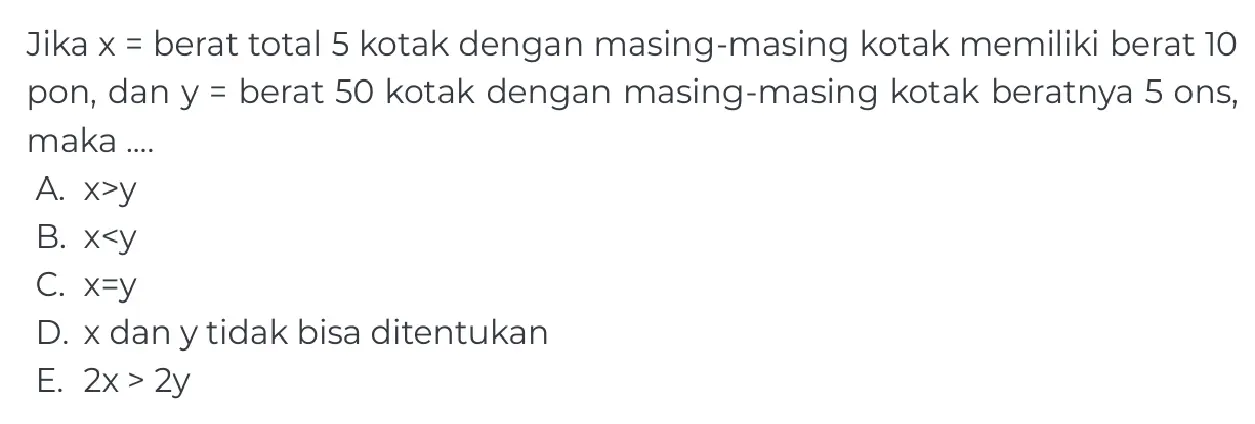 Jika x = berat total 5 kotak dengan masing-masing kotak memiliki berat 10
pon, dan y = berat 50 kotak dengan masing-masing kotak beratnya 5 ons,
maka ....
A. x>y
B. x<y
C. x=y
D. x dan y tidak bisa ditentukan
E. 2x > 2y